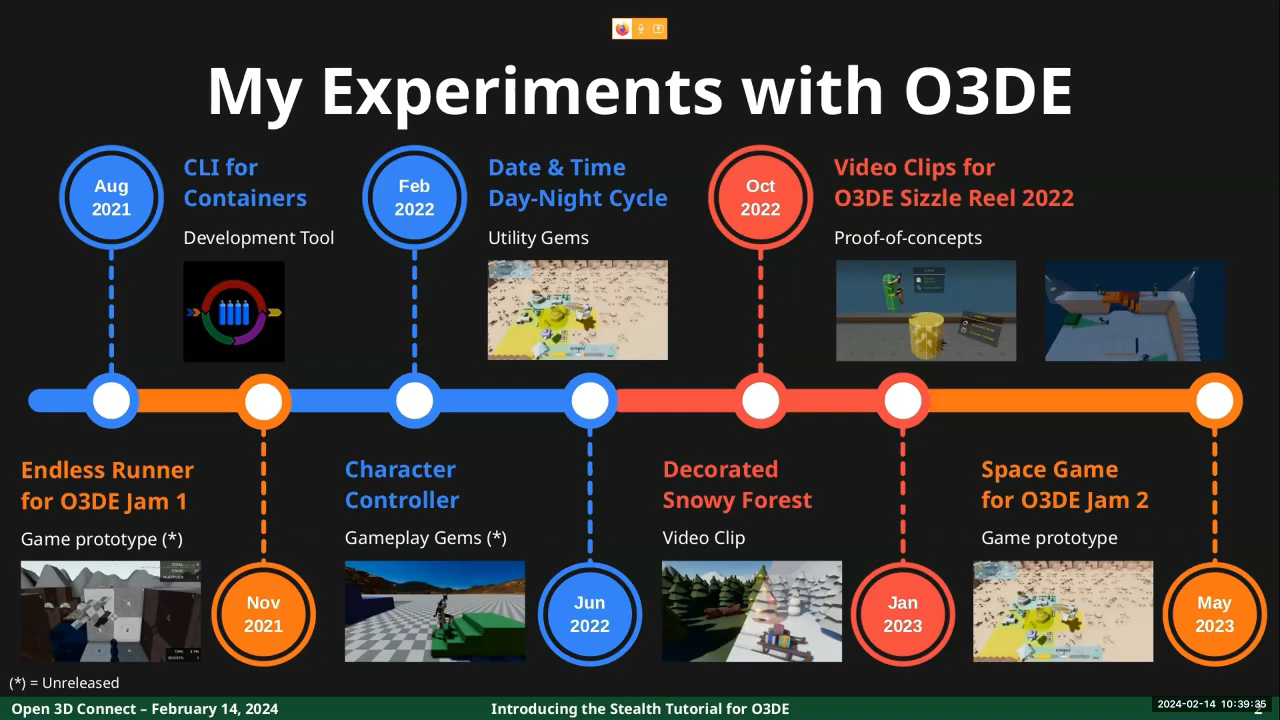 My Experiments with O3DE
Aug
2021
CLI for
Containers
Development Tool
Feb
2022
Date & Time
Day-Night Cycle
Utility Gems
Oct
2022
Video Clips for
O3DE Sizzle Reel 2022
Proof-of-concepts
Endless Runner
for O3DE Jam 1
Game prototype (*)
Nov
2021
Character
Controller
Gameplay Gems (*)
Jun
2022
Decorated
Snowy Forest
Video Clip
Jan
2023
Space Game
for O3DE Jam 2
Game prototype
May
2023
(*) = Unreleased
Open 3D Connect – February 14, 2024
Introducing the Stealth Tutorial for O3DE
2024-02-14 10:39:35